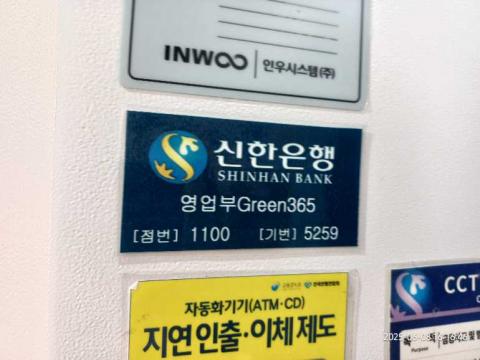 INWOO 인우시스템(주)
신한은행
SHINHAN BANK
영업부Green365
[점번] 1100 [기번] 5259
자동화기기(ATM·CD)
지연 인출·이체 제도
CCT
Purpose